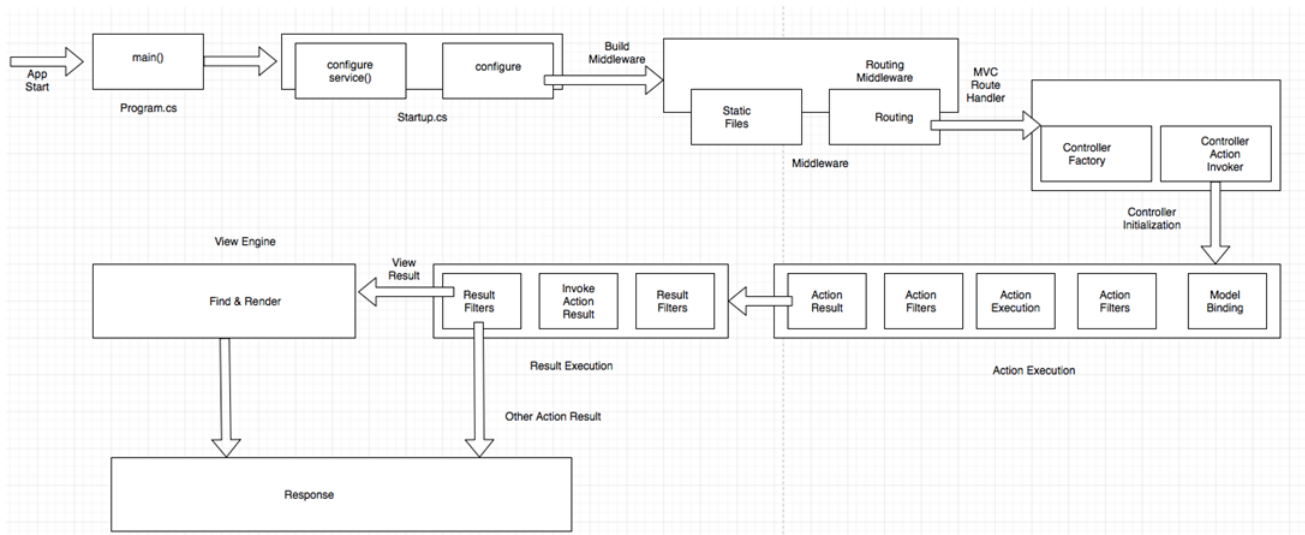 App
Start
main()
Program.cs
configure
service()
configure
Startup.cs
Build
Middleware
Routing
Middleware
Static
Files
Routing
Middleware
MVC
Route
Handler
Controller
Factory
Controller
Action
Invoker
Controller
Initialization
View Engine
Find & Render
View
Result
Result
Filters
Invoke
Action
Result
Result
Filters
Result Execution
Action
Result
Action
Filters
Action
Execution
Action
Filters
Model
Binding
Action Execution
Other Action Result
Response